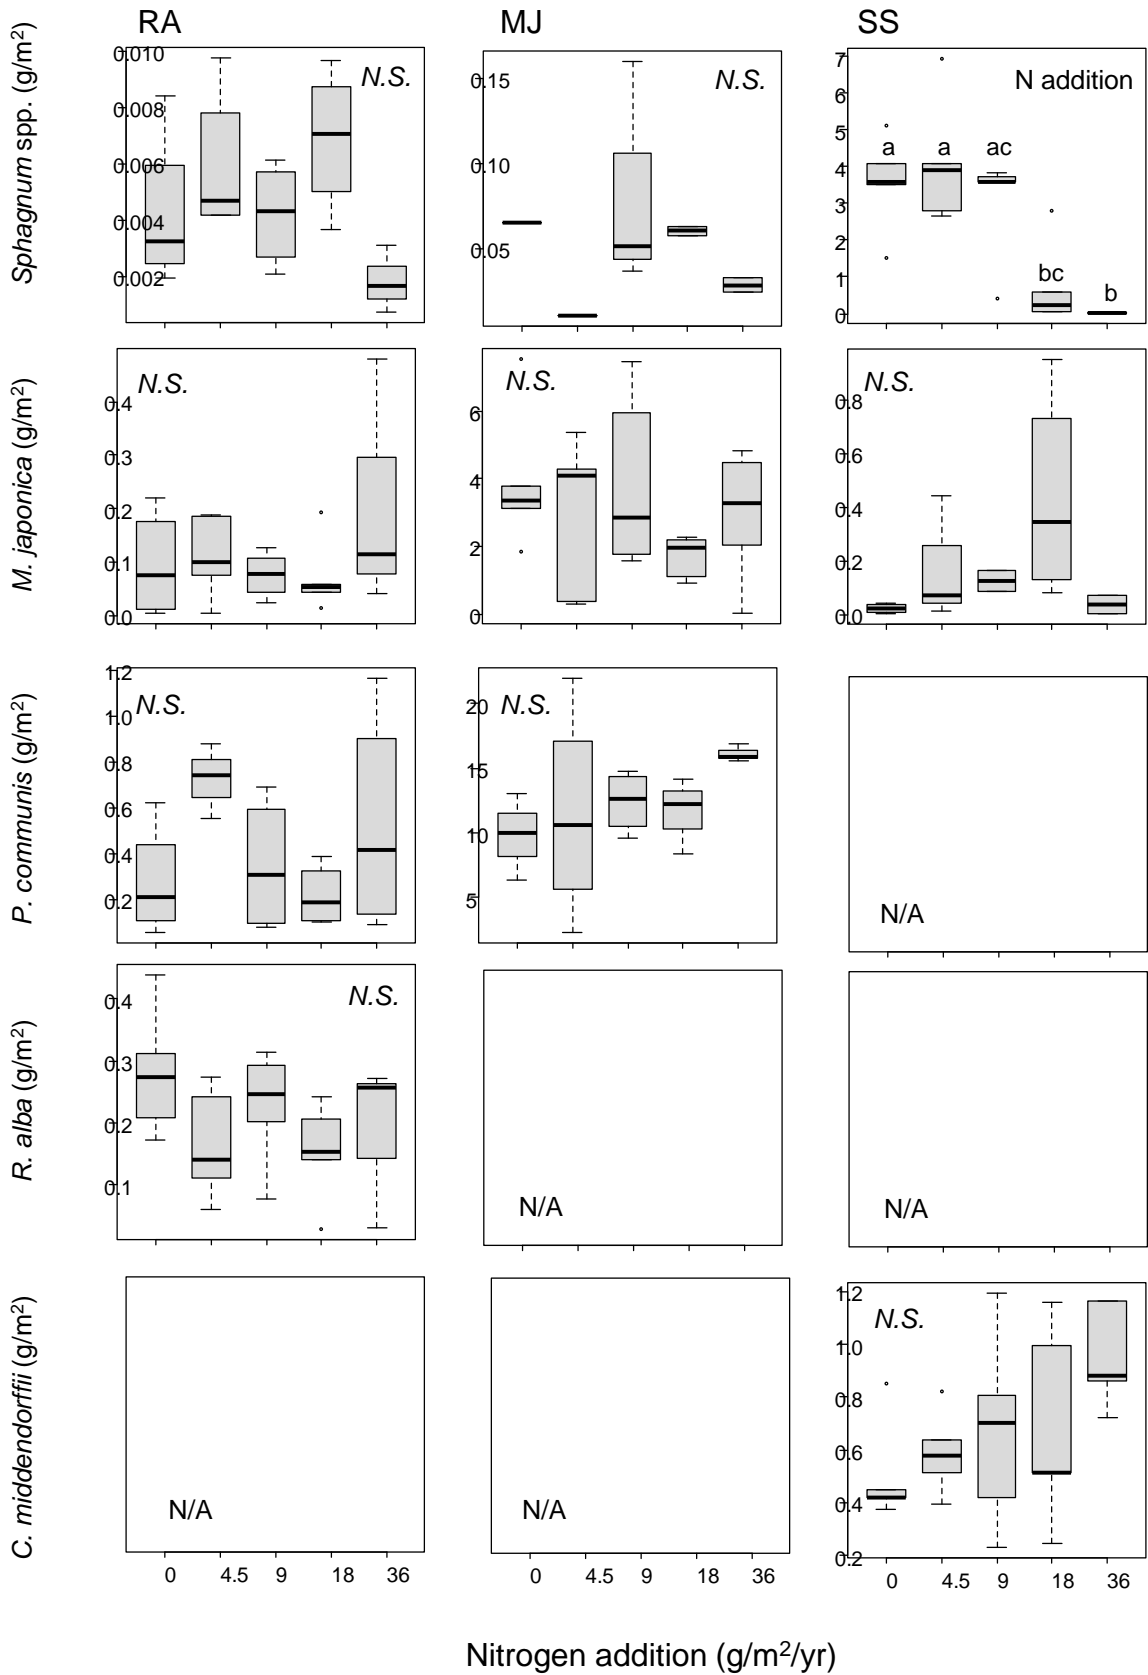 RA MJ SS
Sphagnum spp. (g/m²)
0.010
0.008
0.006
0.004
0.002
N.S.
0.15
0.10
0.05
N.S.
7
6
5
4
3
2
1
0
N addition
a a ac bc b
M. japonica (g/m²)
0.4
0.3
0.2
0.1
0.0
N.S.
6
4
2
0
N.S.
0.8
0.6
0.4
0.2
0.0
N.S.
P. communis (g/m²)
1.2
1.0
0.8
0.6
0.4
0.2
N.S.
20
15
10
5
N.S.
N/A
R. alba (g/m²)
0.4
0.3
0.2
0.1
N.S.
N/A
N/A
C. middendorffii (g/m²)
N/A
N/A
1.2
1.0
0.8
0.6
0.4
0.2
N.S.
0 4.5 9 18 36
0 4.5 9 18 36
0 4.5 9 18 36
Nitrogen addition (g/m²/yr)